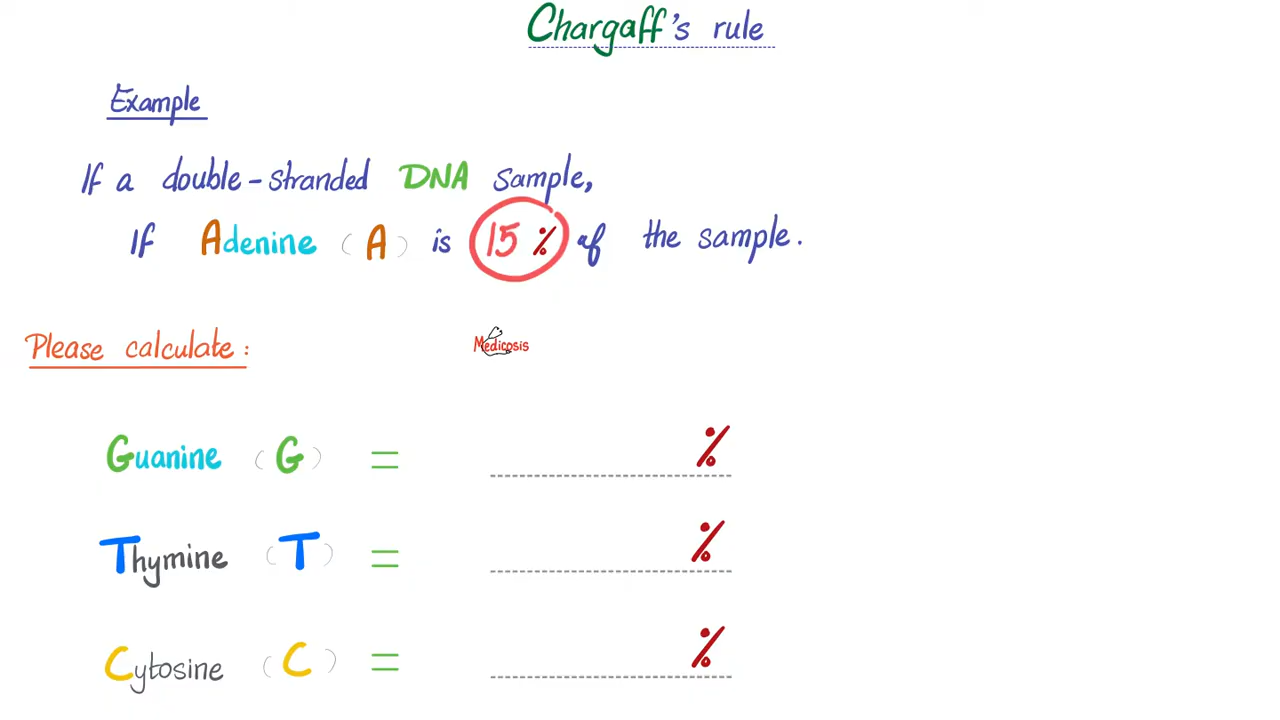 Chargaff's rule
Example
If a double-stranded DNA sample,
If Adenine (A) is 15 % of the sample.
Please calculate:
Medicosis
Guanine (G) = %
Thymine (T) = %
Cytosine (C) = %